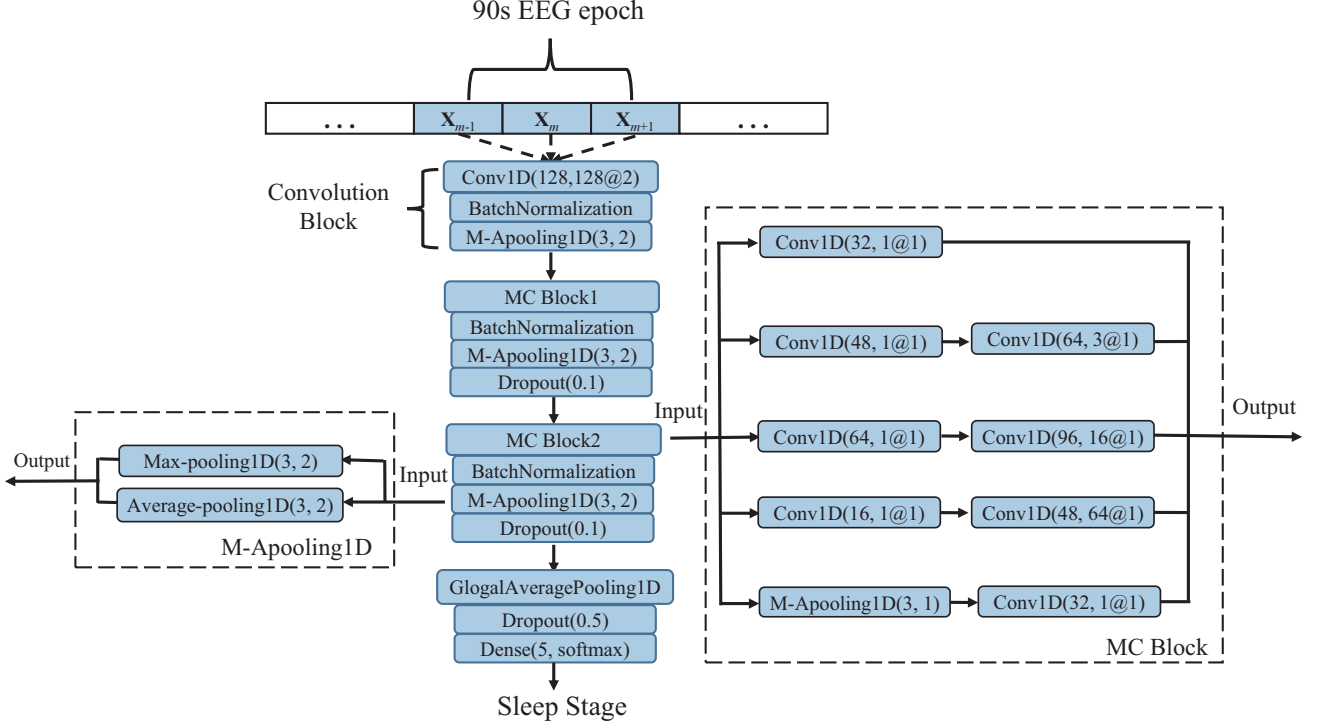 90s EEG epoch
... X_{m-1} X_m X_{m+1} ...
Convolution
Block
Conv1D(128,128@2)
BatchNormalization
M-Apooling1D(3, 2)
MC Block1
BatchNormalization
M-Apooling1D(3, 2)
Dropout(0.1)
MC Block2
BatchNormalization
M-Apooling1D(3, 2)
Dropout(0.1)
GlogalAveragePooling1D
Dropout(0.5)
Dense(5, softmax)
Sleep Stage
Input
Max-pooling1D(3, 2)
Average-pooling1D(3, 2)
Output
M-Apooling1D
Input
Conv1D(32, 1@1)
Conv1D(48, 1@1) Conv1D(64, 3@1)
Conv1D(64, 1@1) Conv1D(96, 16@1)
Conv1D(16, 1@1) Conv1D(48, 64@1)
M-Apooling1D(3, 1) Conv1D(32, 1@1)
Output
MC Block